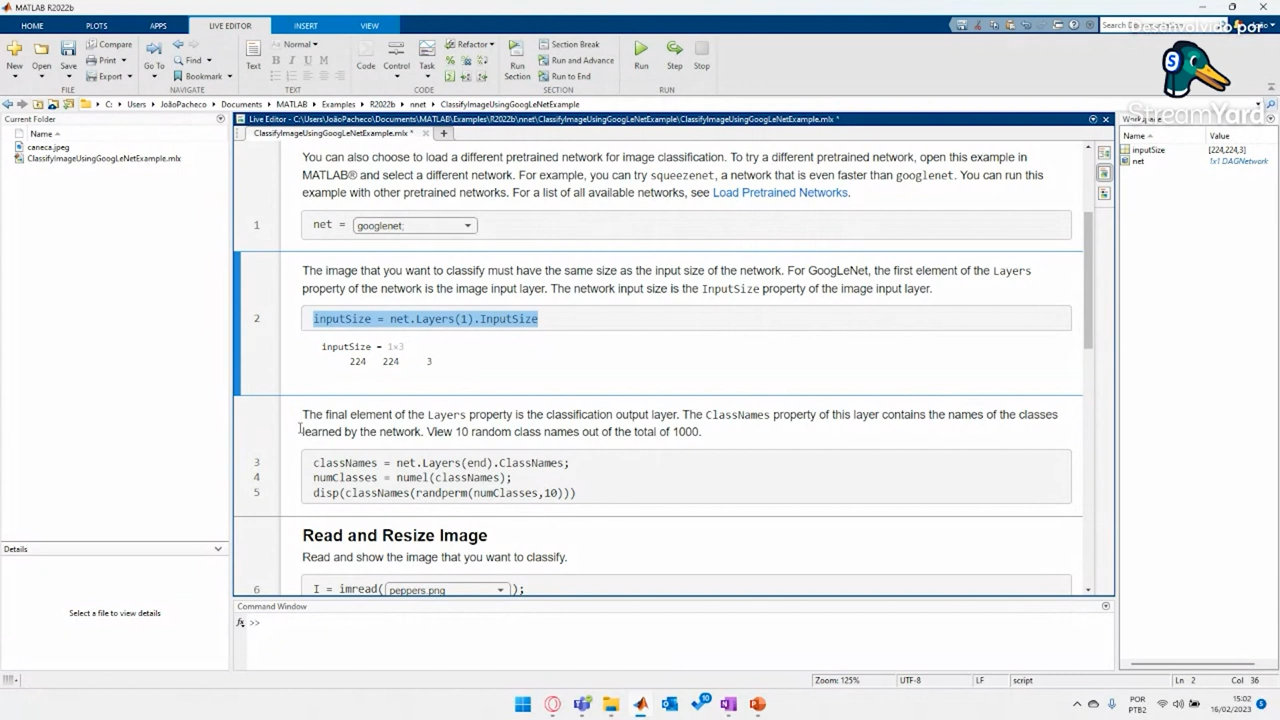 MATLAB R2022b
HOME PLOTS APPS LIVE EDITOR INSERT VIEW
Desenvolvido por
StreamYard
New Open Save Compare Print Export
FILE
Go To Find Bookmark
NAVIGATE
Text Normal B I U M
TEXT
Code Control Task Refactor
CODE
Run Section Section Break Run and Advance Run to End
SECTION
Run Step Stop
RUN
C: Users JoãoPacheco Documents MATLAB Examples R2022b nnet ClassifyImageUsingGoogLeNetExample
Current Folder
Name
caneca.jpeg
ClassifyImageUsingGoogLeNetExample.mlx
Details
Select a file to view details
Live Editor - C:\Users\JoãoPacheco\Documents\MATLAB\Examples\R2022b\nnet\ClassifyImageUsingGoogLeNetExample\ClassifyImageUsingGoogLeNetExample.mlx *
ClassifyImageUsingGoogLeNetExample.mlx *
You can also choose to load a different pretrained network for image classification. To try a different pretrained network, open this example in
MATLAB® and select a different network. For example, you can try squeezenet, a network that is even faster than googlenet. You can run this
example with other pretrained networks. For a list of all available networks, see Load Pretrained Networks.
1 net = googlenet;
The image that you want to classify must have the same size as the input size of the network. For GoogLeNet, the first element of the Layers
property of the network is the image input layer. The network input size is the InputSize property of the image input layer.
2 inputSize = net.Layers(1).InputSize
inputSize = 1×3
224 224 3
The final element of the Layers property is the classification output layer. The ClassNames property of this layer contains the names of the classes
learned by the network. View 10 random class names out of the total of 1000.
3 classNames = net.Layers(end).ClassNames;
4 numClasses = numel(classNames);
5 disp(classNames(randperm(numClasses,10)))
Read and Resize Image
Read and show the image that you want to classify.
6 I = imread( peppers.png );
Command Window
fx >>
Name Value
inputSize [224,224,3]
net 1x1 DAGNetwork
Zoom: 125% UTF-8 LF script Ln 2 Col 36
POR
PTB2
15:02
16/02/2023